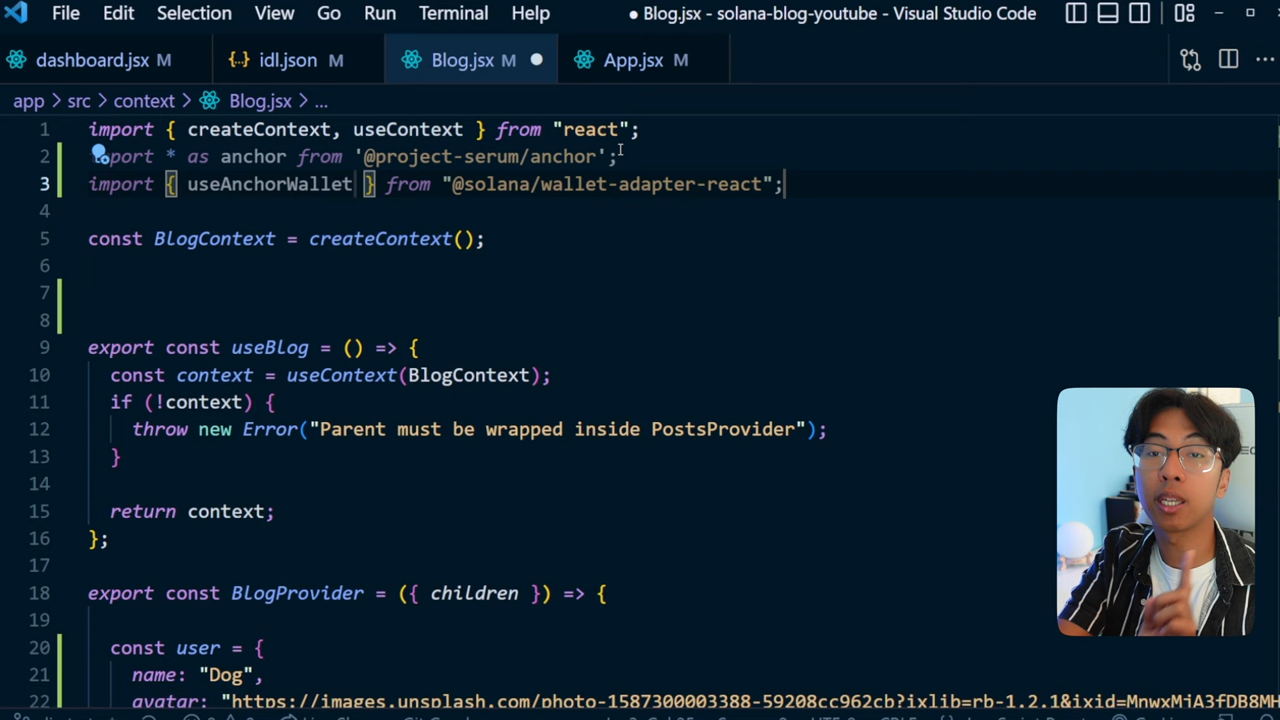 File Edit Selection View Go Run Terminal Help ● Blog.jsx - solana-blog-youtube - Visual Studio Code
dashboard.jsx M {..} idl.json M Blog.jsx M ● App.jsx M
app > src > context > Blog.jsx > ...
1 import { createContext, useContext } from "react";
2 import * as anchor from '@project-serum/anchor';
3 import { useAnchorWallet } from "@solana/wallet-adapter-react";
4
5 const BlogContext = createContext();
6
7
8
9 export const useBlog = () => {
10 const context = useContext(BlogContext);
11 if (!context) {
12 throw new Error("Parent must be wrapped inside PostsProvider");
13 }
14
15 return context;
16 };
17
18 export const BlogProvider = ({ children }) => {
19
20 const user = {
21 name: "Dog",
22 avatar: "https://images.unsplash.com/photo-1587300003388-59208cc962cb?ixlib=rb-1.2.1&ixid=MnwxMjA3fDB8MH